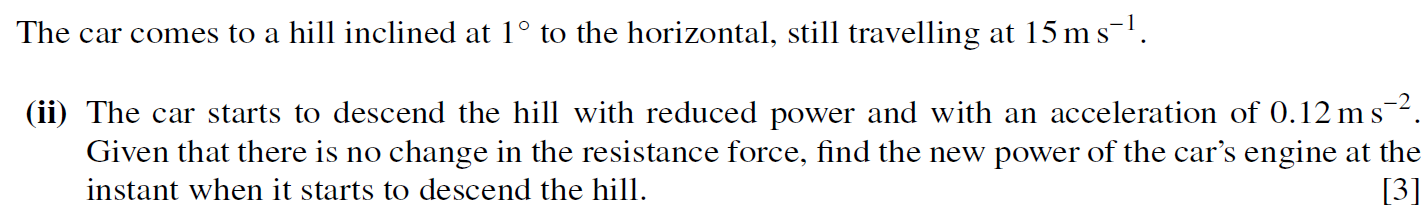 The car comes to a hill inclined at 1° to the horizontal, still travelling at 15 m s⁻¹.
(ii) The car starts to descend the hill with reduced power and with an acceleration of 0.12 m s⁻².
Given that there is no change in the resistance force, find the new power of the car’s engine at the
instant when it starts to descend the hill. [3]